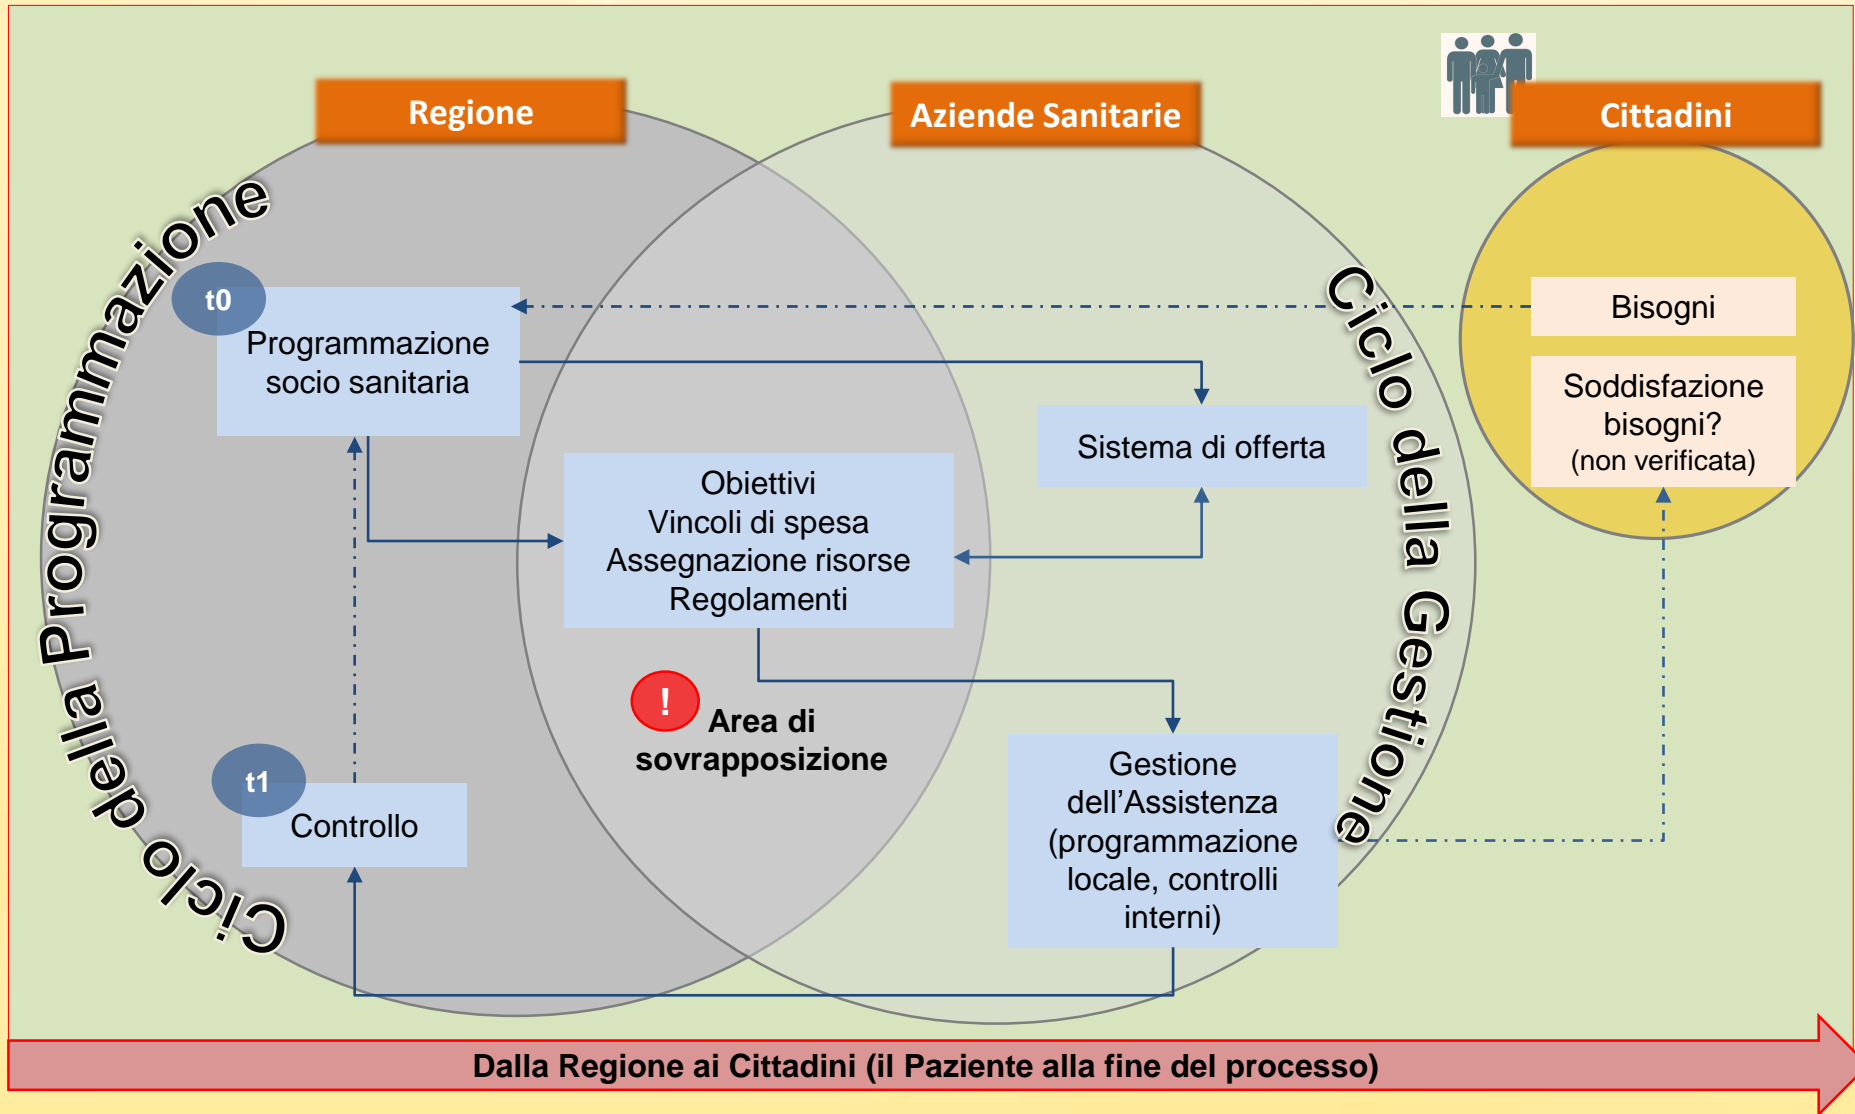 Regione
Aziende Sanitarie
Cittadini
Ciclo della Programmazione
Ciclo della Gestione
t0
Programmazione
socio sanitaria
Bisogni
Soddisfazione
bisogni?
(non verificata)
Sistema di offerta
Obiettivi
Vincoli di spesa
Assegnazione risorse
Regolamenti
!
Area di
sovrapposizione
t1
Controllo
Gestione
dell’Assistenza
(programmazione
locale, controlli
interni)
Dalla Regione ai Cittadini (il Paziente alla fine del processo)